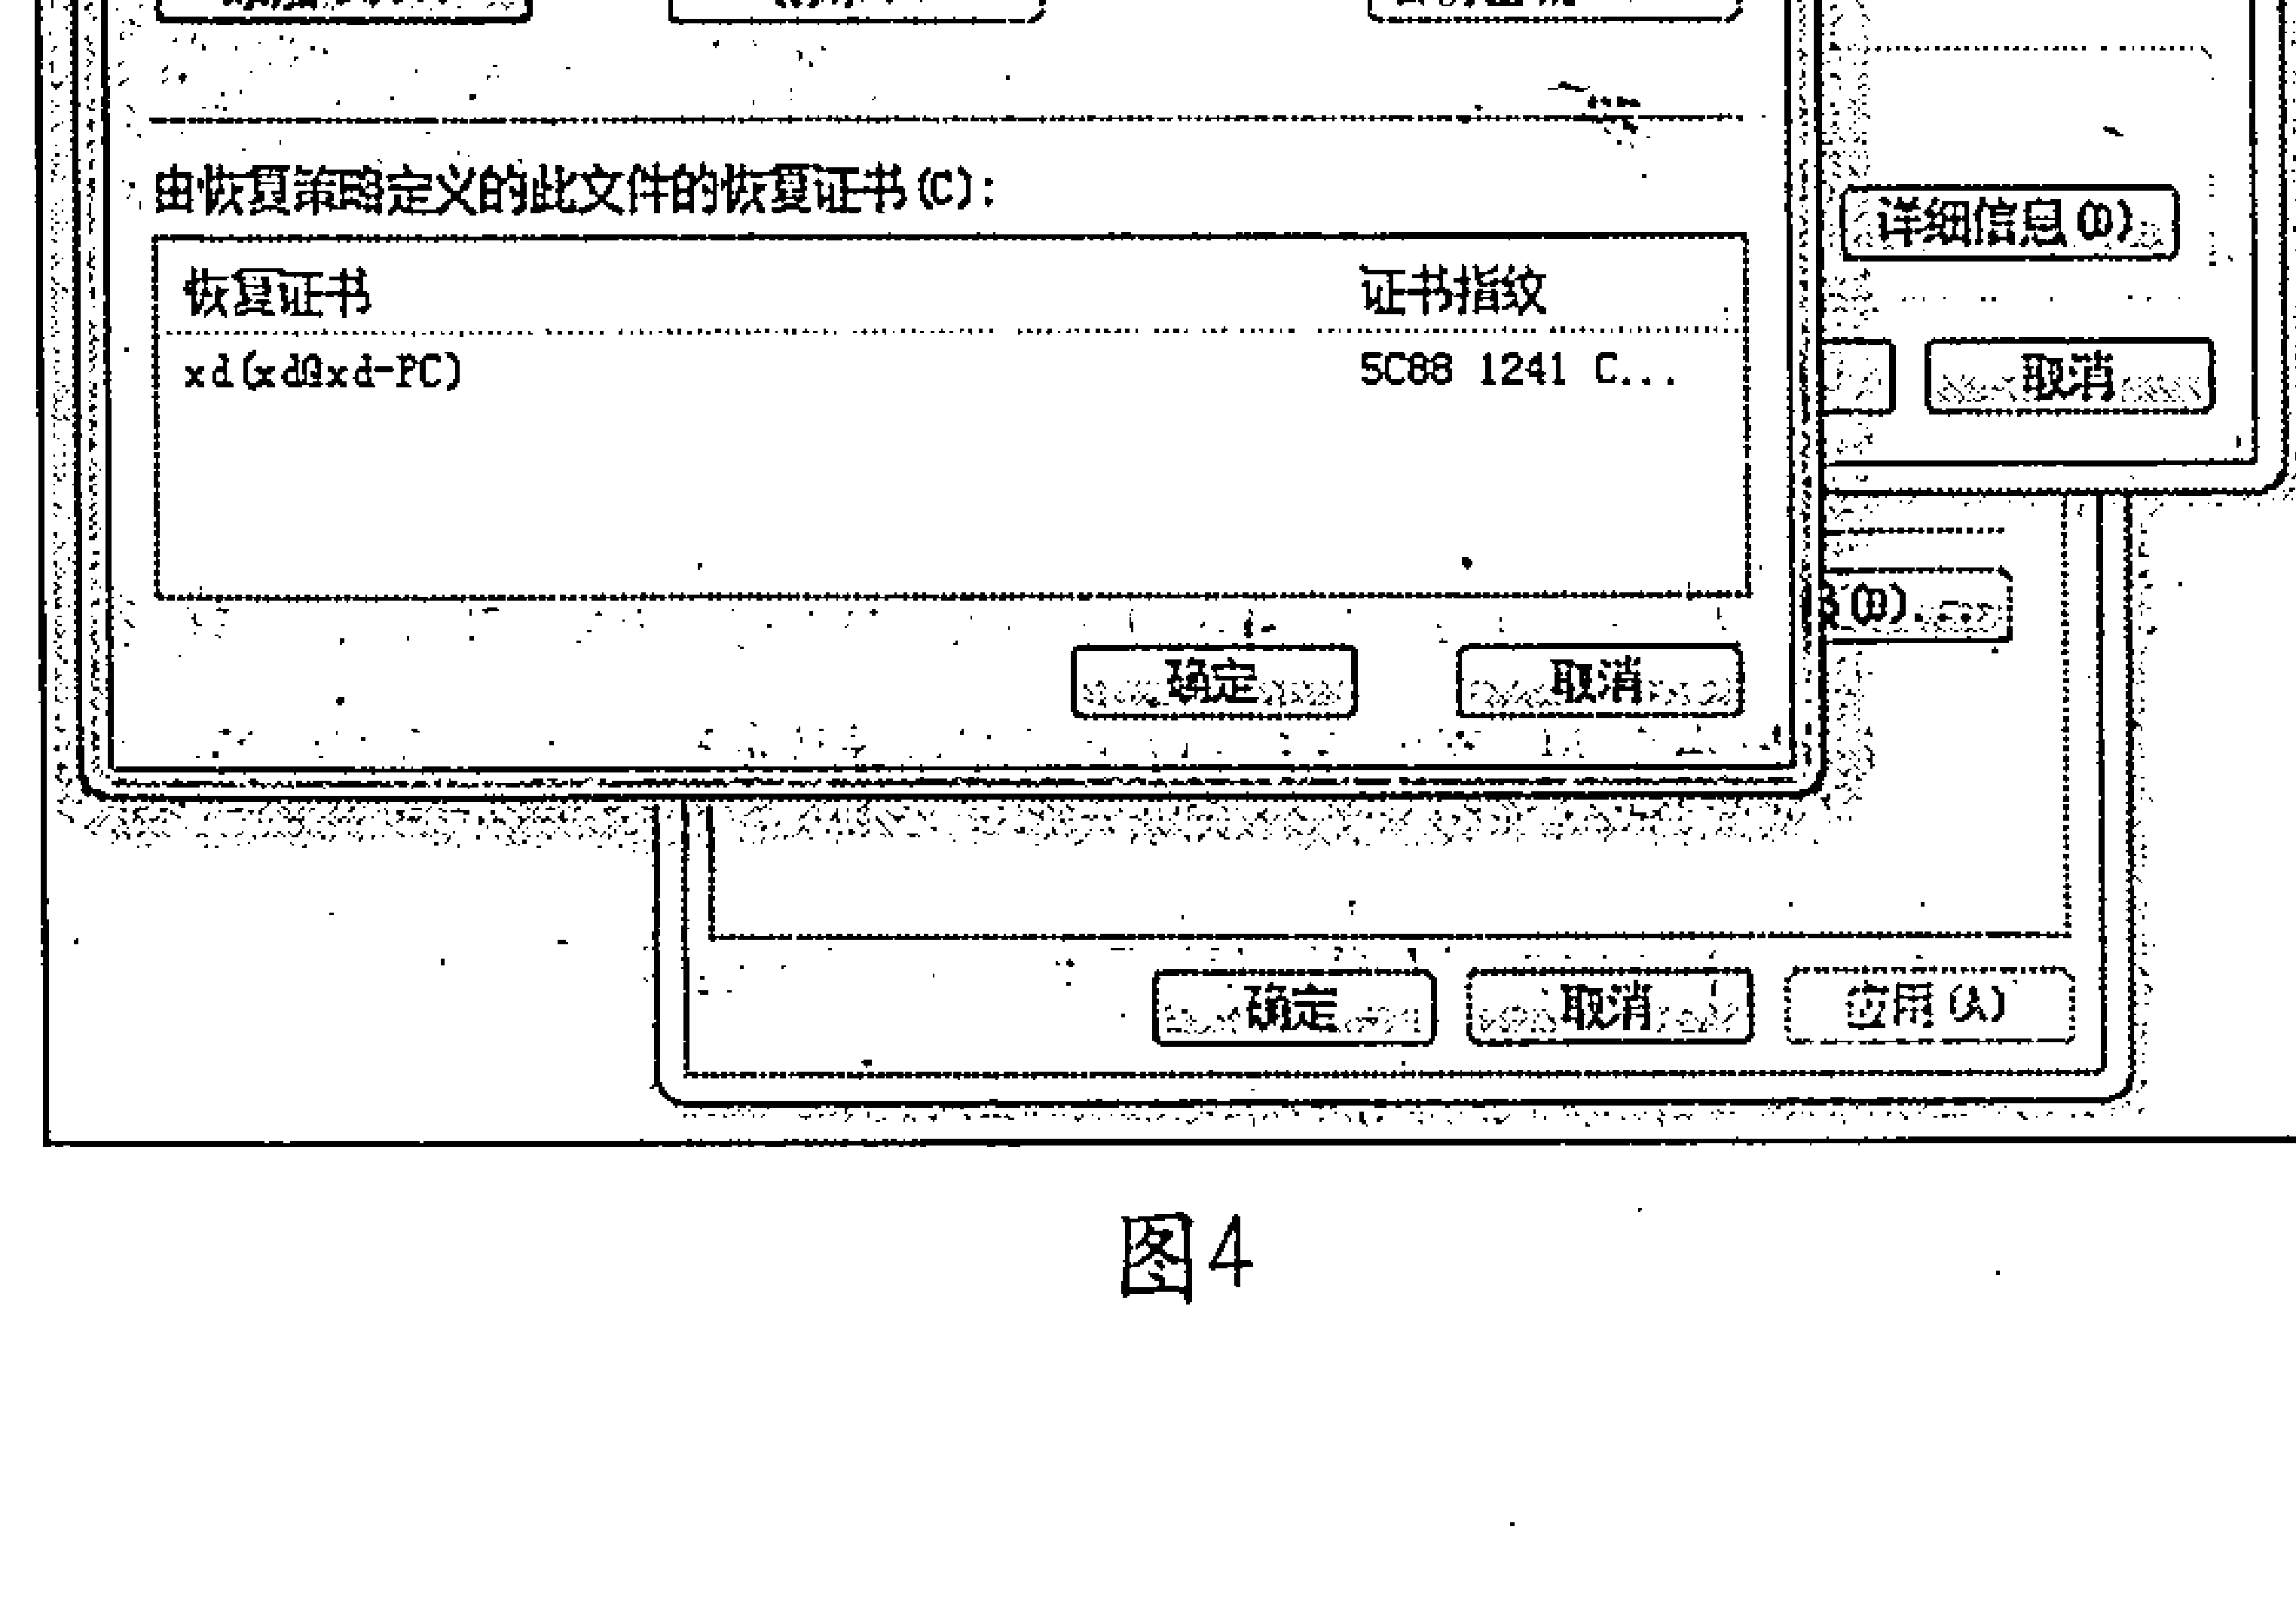 由恢复策略定义的此文件的恢复证书(C):
详细信息(D)
恢复证书 证书指纹
xd(xd@xd-PC) 5C88 1241 C...
取消
(D)...
确定 取消
确定 取消 应用(A)
图4